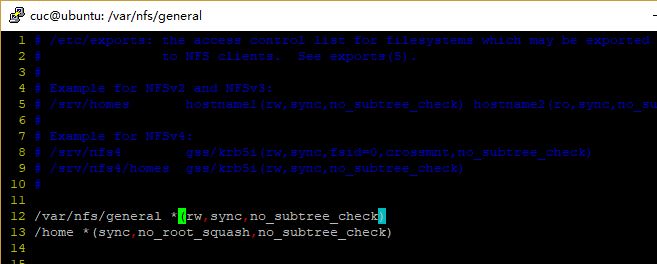 cuc@ubuntu: /var/nfs/general
1 # /etc/exports: the access control list for filesystems which may be exported
2 #               to NFS clients.  See exports(5).
3 #
4 # Example for NFSv2 and NFSv3:
5 # /srv/homes       hostname1(rw,sync,no_subtree_check) hostname2(ro,sync,no_su
6 #
7 # Example for NFSv4:
8 # /srv/nfs4        gss/krb5i(rw,sync,fsid=0,crossmnt,no_subtree_check)
9 # /srv/nfs4/homes  gss/krb5i(rw,sync,no_subtree_check)
10 #
11
12 /var/nfs/general *(rw,sync,no_subtree_check)
13 /home *(sync,no_root_squash,no_subtree_check)
14
15